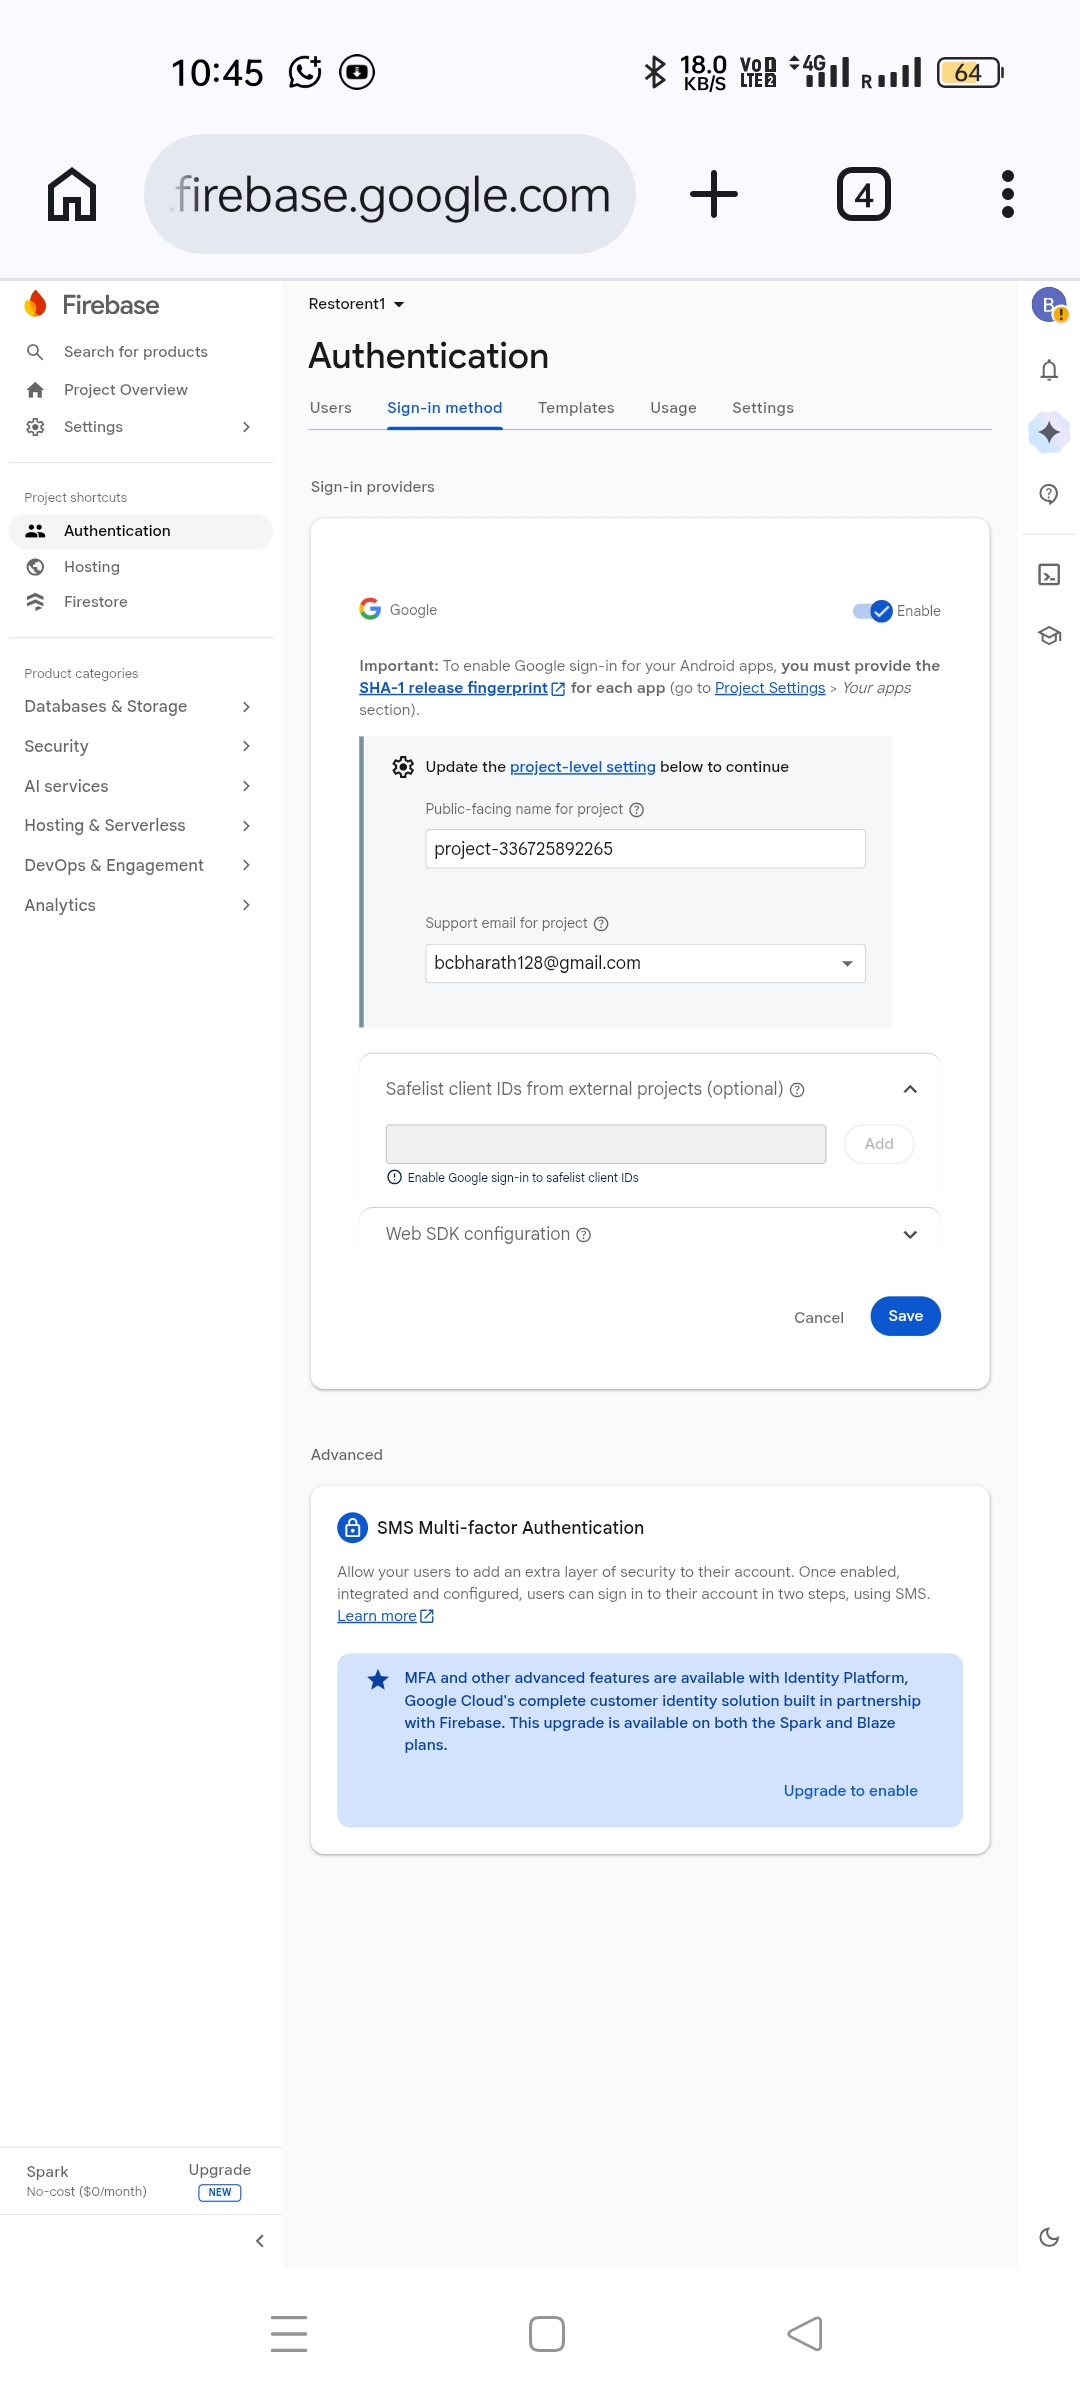 10:45
18.0
KB/S
Vo D
LTE 2
4G
R
64
.firebase.google.com
4
Firebase
Search for products
Project Overview
Settings
Project shortcuts
Authentication
Hosting
Firestore
Product categories
Databases & Storage
Security
AI services
Hosting & Serverless
DevOps & Engagement
Analytics
Spark
No-cost ($0/month)
Upgrade
NEW
Restorent1
B
Authentication
Users
Sign-in method
Templates
Usage
Settings
Sign-in providers
Google
Enable
Important: To enable Google sign-in for your Android apps, you must provide the
SHA-1 release fingerprint for each app (go to Project Settings > Your apps
section).
Update the project-level setting below to continue
Public-facing name for project
project-336725892265
Support email for project
bcbharath128@gmail.com
Safelist client IDs from external projects (optional)
Add
Enable Google sign-in to safelist client IDs
Web SDK configuration
Cancel
Save
Advanced
SMS Multi-factor Authentication
Allow your users to add an extra layer of security to their account. Once enabled,
integrated and configured, users can sign in to their account in two steps, using SMS.
Learn more
MFA and other advanced features are available with Identity Platform,
Google Cloud's complete customer identity solution built in partnership
with Firebase. This upgrade is available on both the Spark and Blaze
plans.
Upgrade to enable